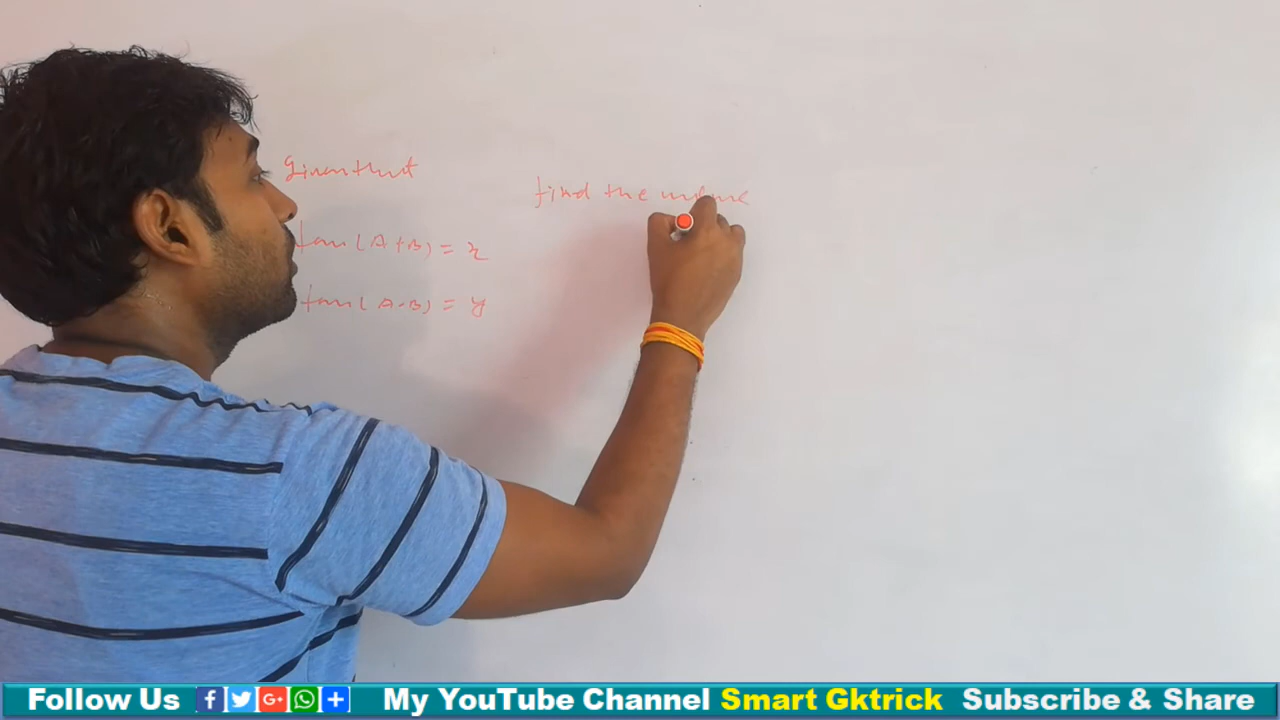 Given that
tan(A+B) = x
tan(A-B) = y
find the value
Follow Us f G+ + My YouTube Channel Smart Gktrick Subscribe & Share